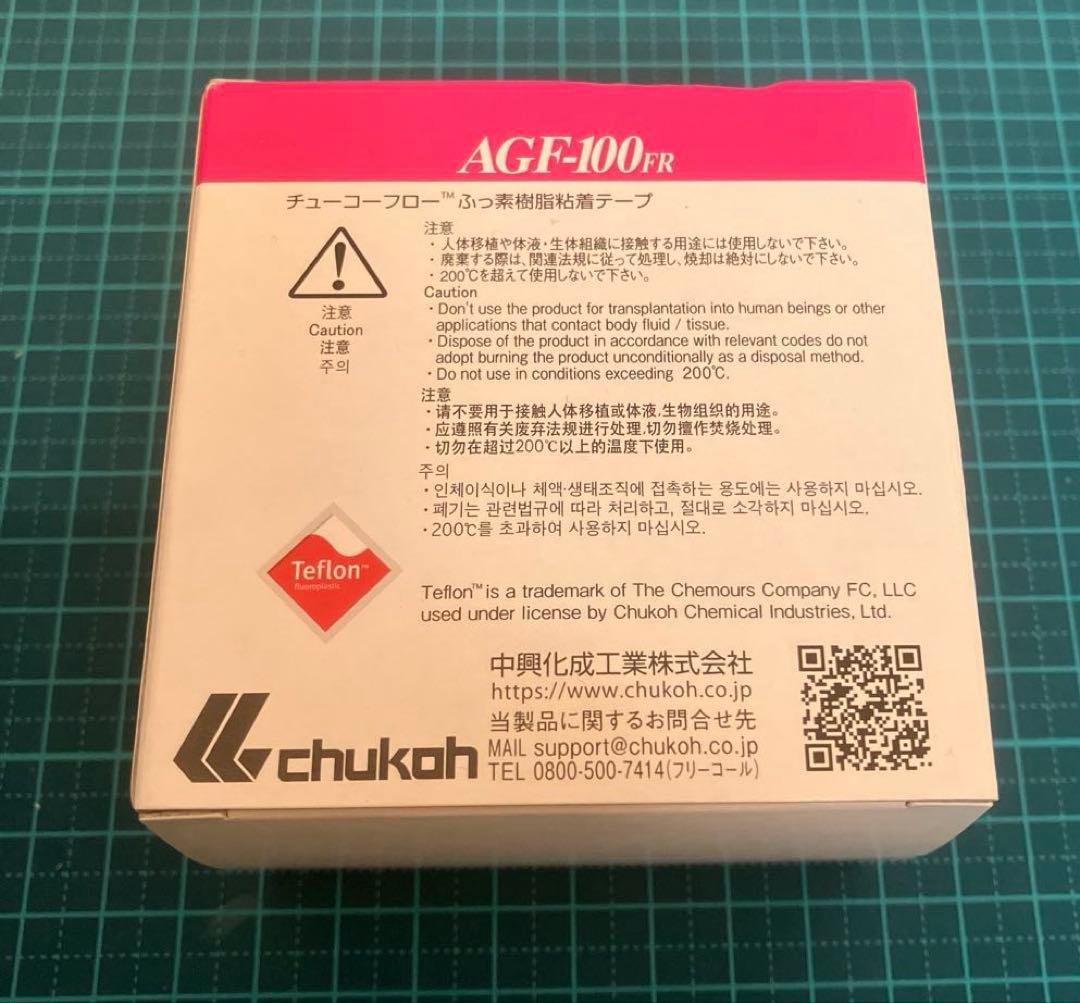 AGF-100FR
チューコーフロー™ふっ素樹脂粘着テープ
注意
Caution
注意
주의
注意
・人体移植や体液・生体組織に接触する用途には使用しないで下さい。
・廃棄する際は、関連法規に従って処理し、焼却は絶対にしないで下さい。
・200℃を超えて使用しないで下さい。
Caution
・Don't use the product for transplantation into human beings or other
applications that contact body fluid / tissue.
・Dispose of the product in accordance with relevant codes do not
adopt burning the product unconditionally as a disposal method.
・Do not use in conditions exceeding 200℃.
注意
・请不要用于接触人体移植或体液,生物组织的用途。
・应遵照有关废弃法规进行处理,切勿擅作焚烧处理。
・切勿在超过200℃以上的温度下使用。
주의
・인체이식이나 체액·생태조직에 접촉하는 용도에는 사용하지 마십시오.
・폐기는 관련법규에 따라 처리하고, 절대로 소각하지 마십시오.
・200℃를 초과하여 사용하지 마십시오.
Teflon™
fluoroplastic
Teflon™ is a trademark of The Chemours Company FC, LLC
used under license by Chukoh Chemical Industries, Ltd.
chukoh
中興化成工業株式会社
https://www.chukoh.co.jp
当製品に関するお問合せ先
MAIL support@chukoh.co.jp
TEL 0800-500-7414(フリーコール)